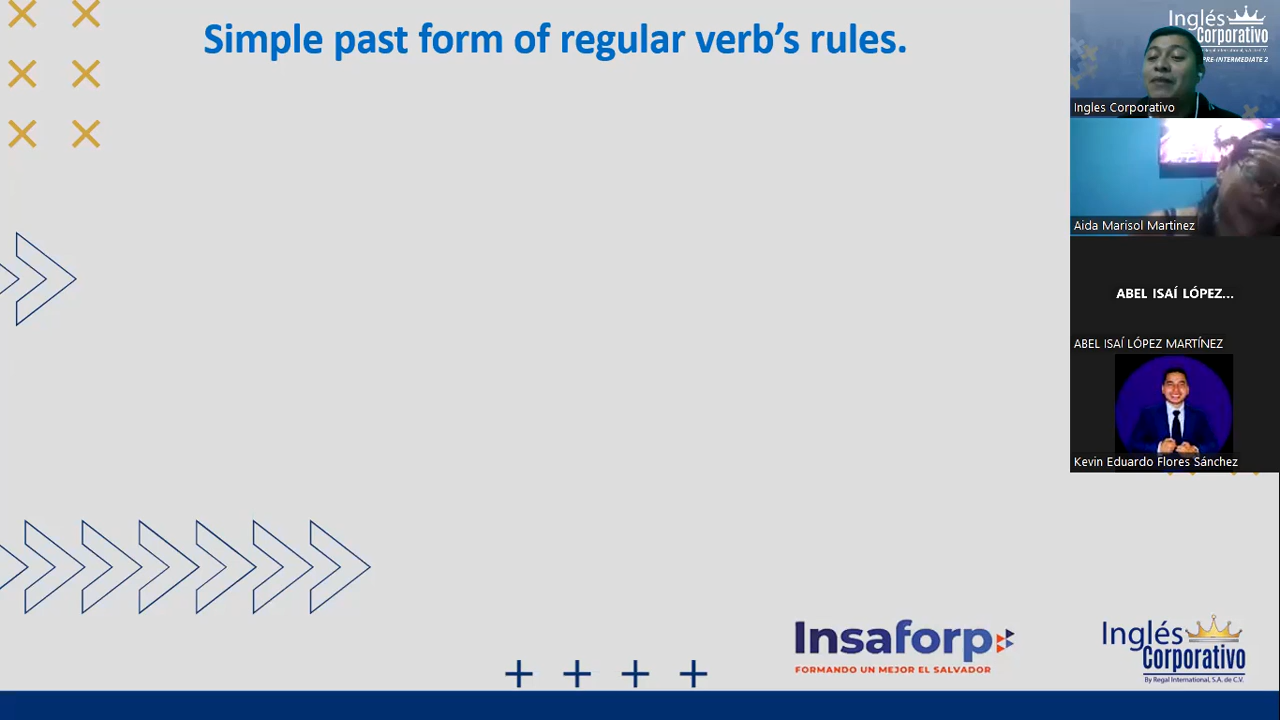 Simple past form of regular verb's rules.
Inglés
Corporativo
PRE-INTERMEDIATE 2
Ingles Corporativo
Aida Marisol Martinez
ABEL ISAÍ LÓPEZ...
ABEL ISAÍ LÓPEZ MARTÍNEZ
Kevin Eduardo Flores Sánchez
Insaforp
FORMANDO UN MEJOR EL SALVADOR
Inglés
Corporativo
By Regal International, S.A. de C.V.